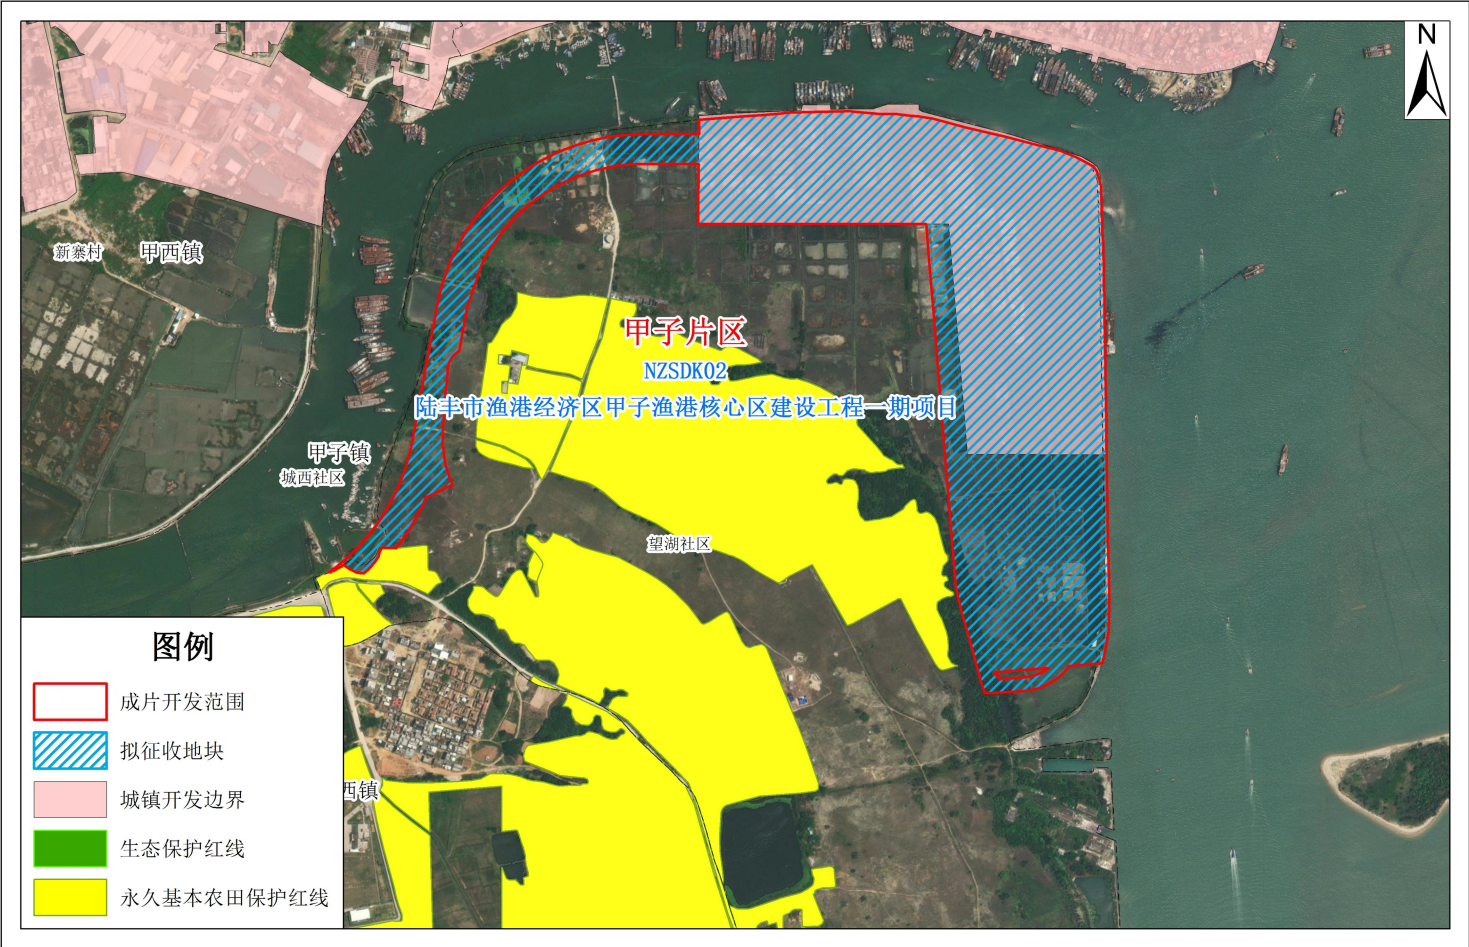 N
新寨村
甲西镇
甲子片区
NZSDK02
陆丰市渔港经济区甲子渔港核心区建设工程一期项目
甲子镇
城西社区
望湖社区
西镇
图例
成片开发范围
拟征收地块
城镇开发边界
生态保护红线
永久基本农田保护红线